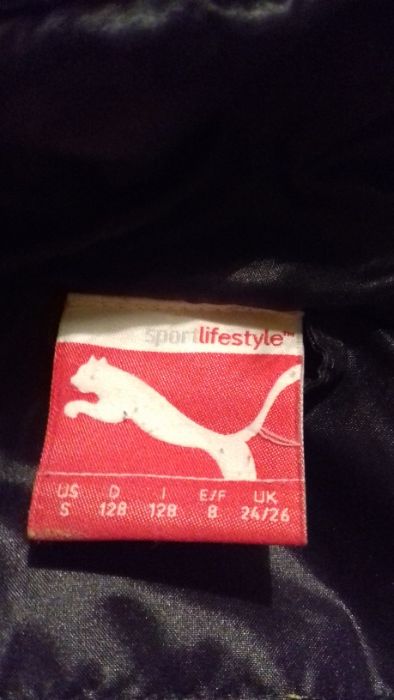 sportlifestyle™
US D I E/F UK
S 128 128 8 24/26